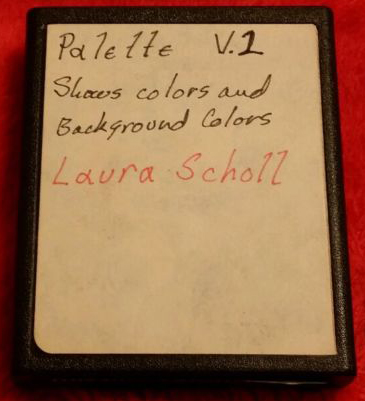 Palette V.1
Shows colors and
Background Colors
Laura Scholl